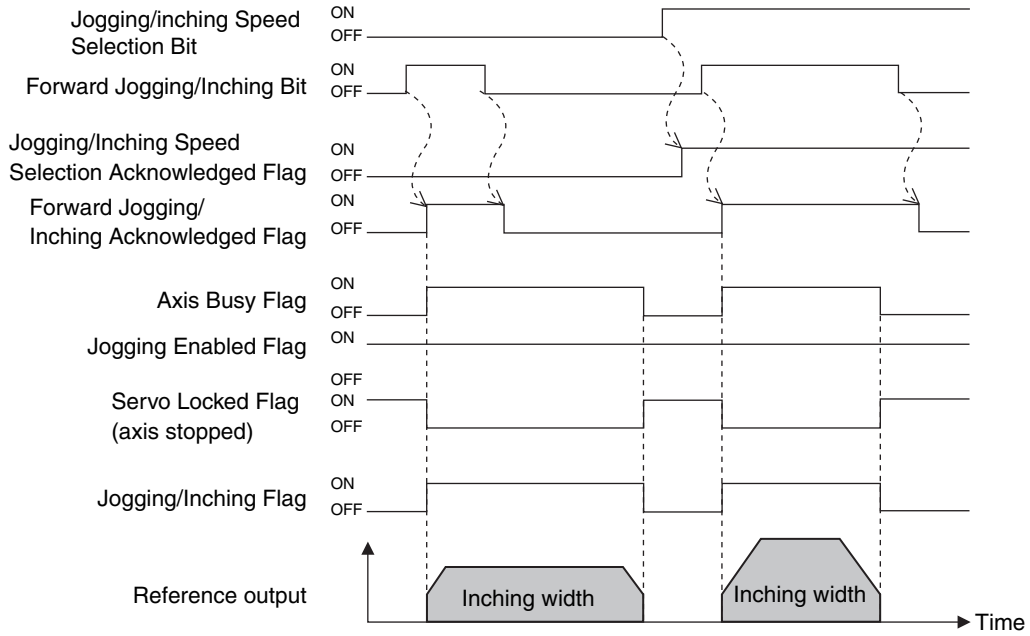 Jogging/inching Speed
Selection Bit
ON
OFF
Forward Jogging/Inching Bit
ON
OFF
Jogging/Inching Speed
Selection Acknowledged Flag
ON
OFF
Forward Jogging/
Inching Acknowledged Flag
ON
OFF
Axis Busy Flag
ON
OFF
Jogging Enabled Flag
ON
OFF
Servo Locked Flag
(axis stopped)
ON
OFF
Jogging/Inching Flag
ON
OFF
Reference output
Inching width
Inching width
Time